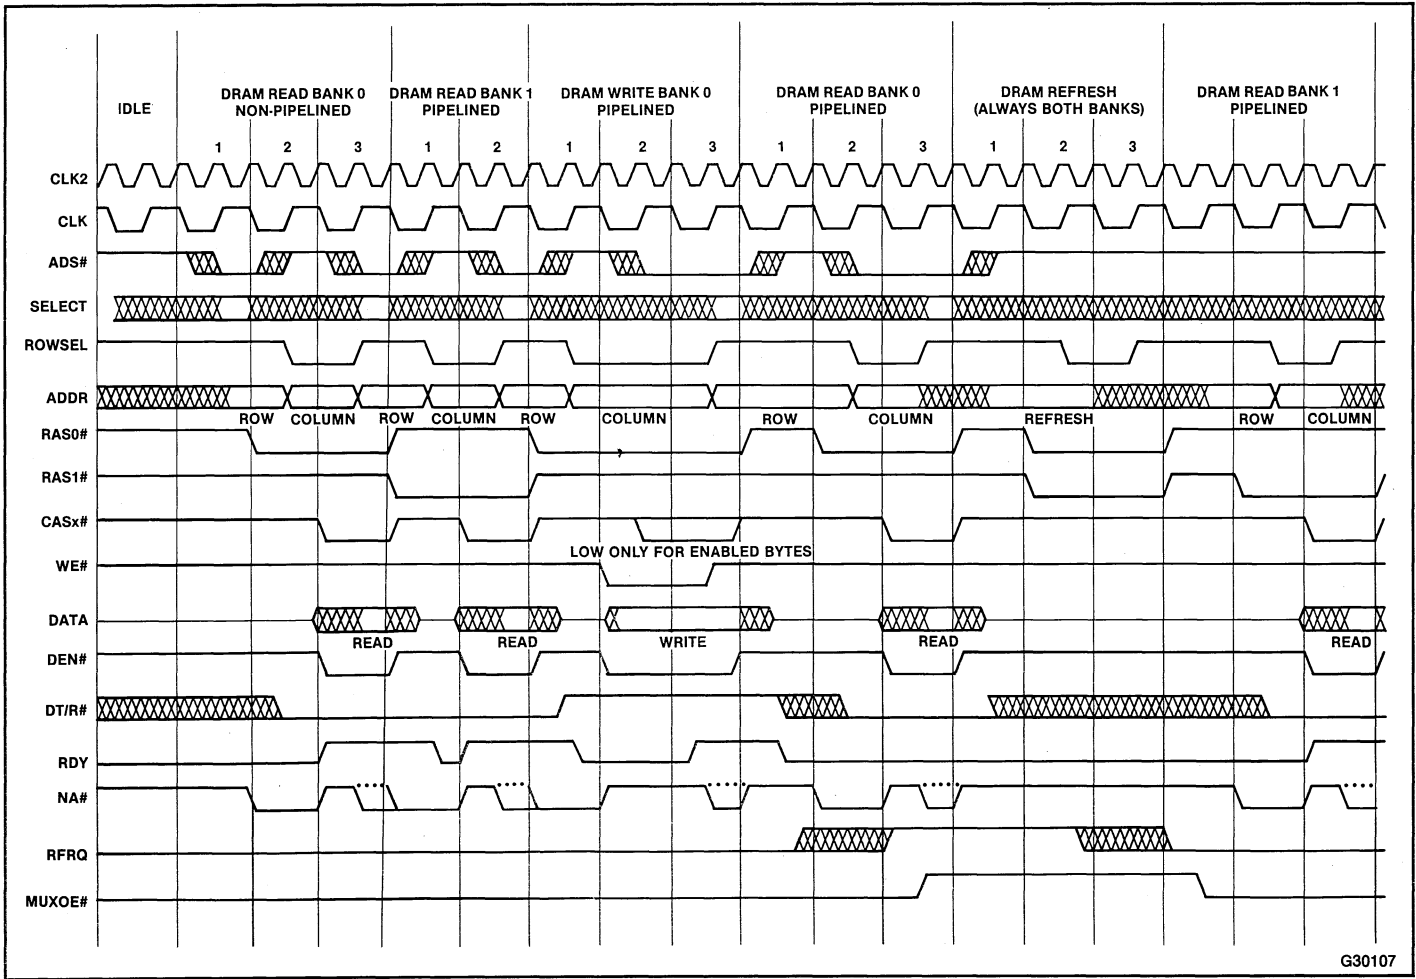 IDLE
DRAM READ BANK 0
NON-PIPELINED
DRAM READ BANK 1
PIPELINED
DRAM WRITE BANK 0
PIPELINED
DRAM READ BANK 0
PIPELINED
DRAM REFRESH
(ALWAYS BOTH BANKS)
DRAM READ BANK 1
PIPELINED
1 2 3 1 2 1 2 3 1 2 3 1 2 3
CLK2
CLK
ADS#
SELECT
ROWSEL
ADDR
ROW COLUMN ROW COLUMN ROW COLUMN ROW COLUMN REFRESH ROW COLUMN
RAS0#
RAS1#
CASx#
LOW ONLY FOR ENABLED BYTES
WE#
DATA
READ READ WRITE READ READ
DEN#
DT/R#
RDY
NA#
RFRQ
MUXOE#
G30107